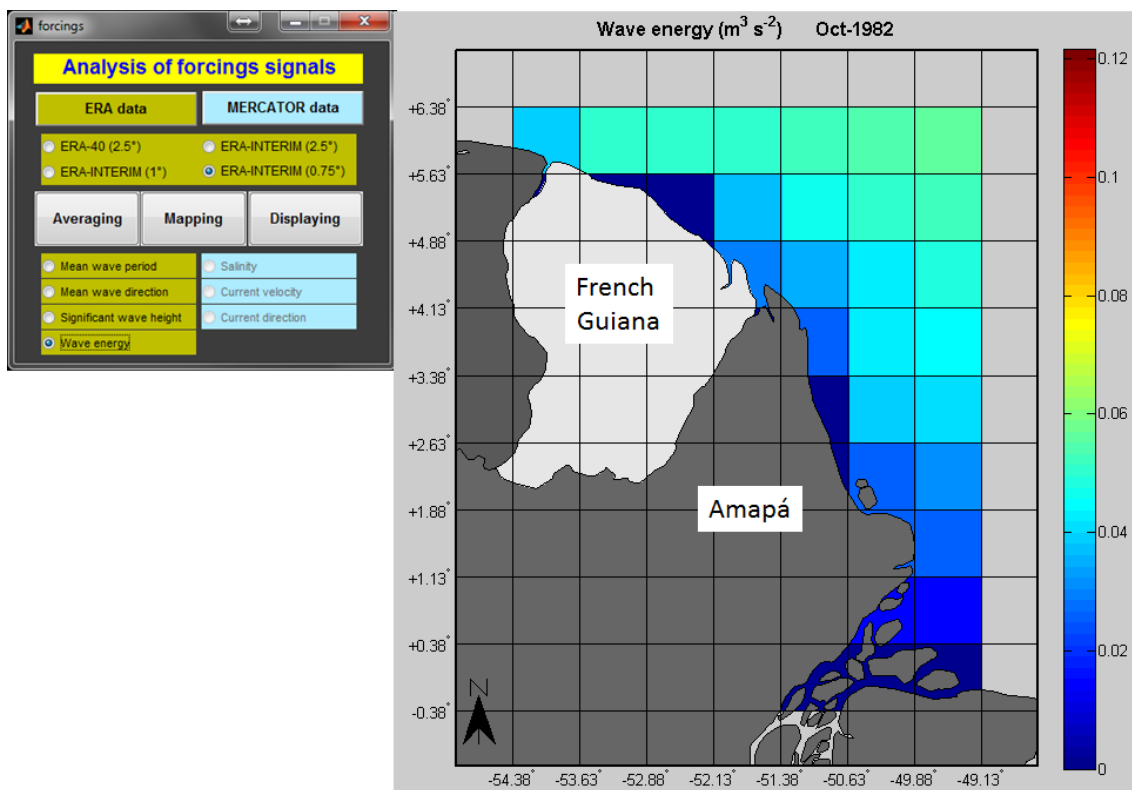 forcings
Analysis of forcings signals
ERA data
MERCATOR data
ERA-40 (2.5°)
ERA-INTERIM (2.5°)
ERA-INTERIM (1°)
ERA-INTERIM (0.75°)
Averaging
Mapping
Displaying
Mean wave period
Salinity
Mean wave direction
Current velocity
Significant wave height
Current direction
Wave energy
Wave energy (m³ s⁻²) Oct-1982
+6.38°
+5.63°
+4.88°
+4.13°
+3.38°
+2.63°
+1.88°
+1.13°
+0.38°
-0.38°
French
Guiana
Amapá
N
-54.38° -53.63° -52.88° -52.13° -51.38° -50.63° -49.88° -49.13°
0.12
0.1
0.08
0.06
0.04
0.02
0